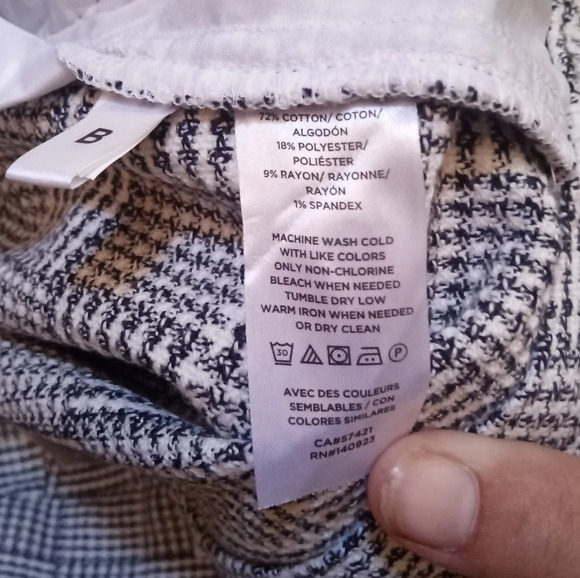 B
72% COTTON/ COTON/
ALGODÓN
18% POLYESTER/
POLIÉSTER
9% RAYON/ RAYONNE/
RAYÓN
1% SPANDEX
MACHINE WASH COLD
WITH LIKE COLORS
ONLY NON-CHLORINE
BLEACH WHEN NEEDED
TUMBLE DRY LOW
WARM IRON WHEN NEEDED
OR DRY CLEAN
30 P
AVEC DES COULEURS
SEMBLABLES / CON
COLORES SIMILARES
CA#57421
RN#140923